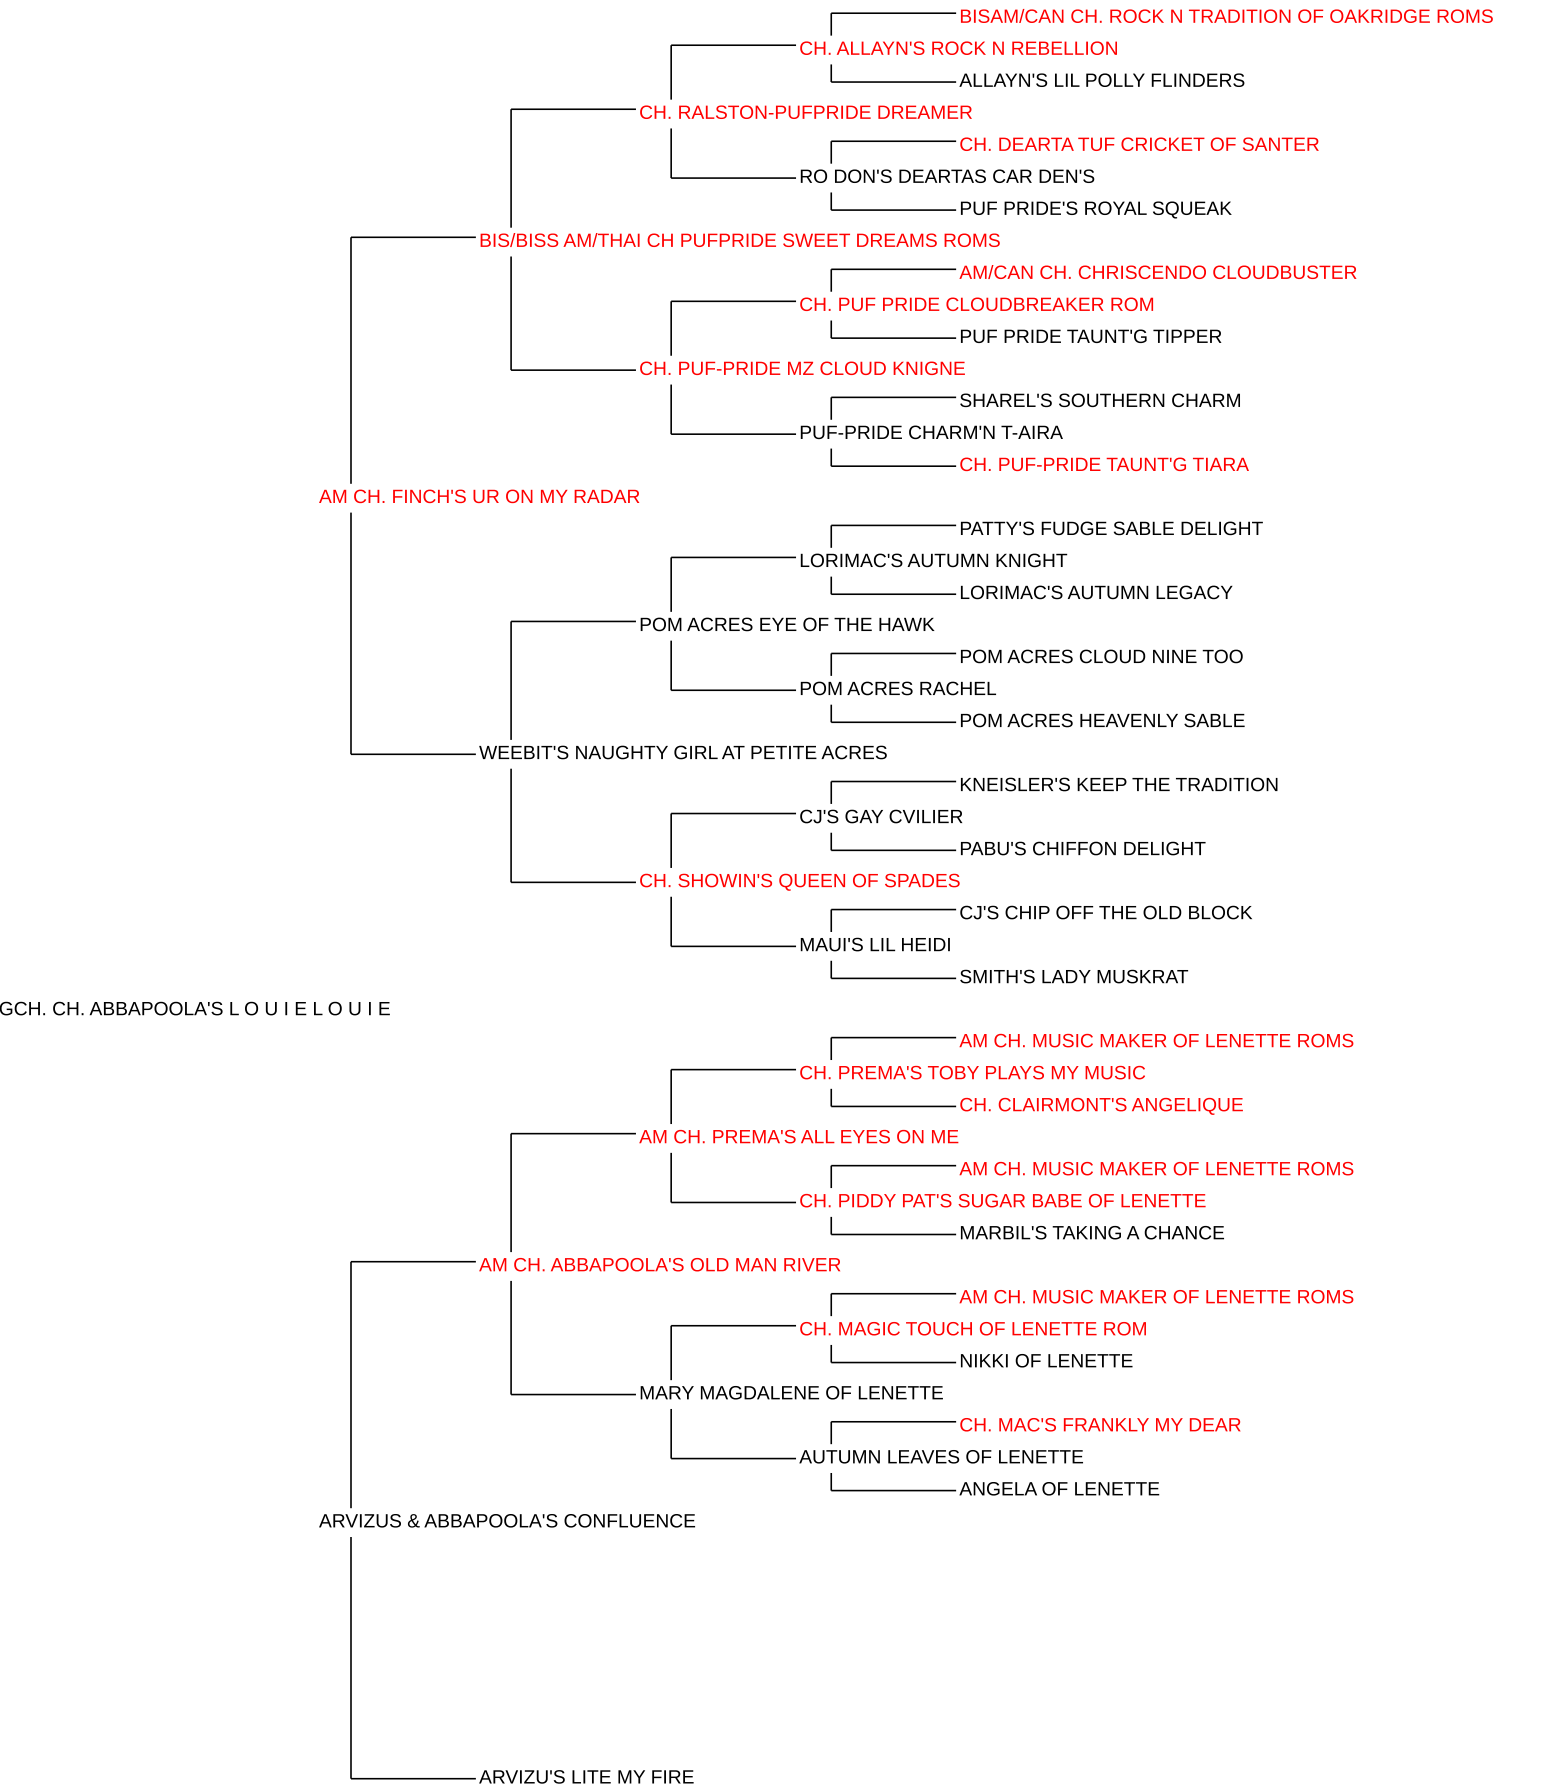 BISAM/CAN CH. ROCK N TRADITION OF OAKRIDGE ROMS
CH. ALLAYN'S ROCK N REBELLION
ALLAYN'S LIL POLLY FLINDERS
CH. RALSTON-PUFPRIDE DREAMER
CH. DEARTA TUF CRICKET OF SANTER
RO DON'S DEARTAS CAR DEN'S
PUF PRIDE'S ROYAL SQUEAK
BIS/BISS AM/THAI CH PUFPRIDE SWEET DREAMS ROMS
AM/CAN CH. CHRISCENDO CLOUDBUSTER
CH. PUF PRIDE CLOUDBREAKER ROM
PUF PRIDE TAUNT'G TIPPER
CH. PUF-PRIDE MZ CLOUD KNIGNE
SHAREL'S SOUTHERN CHARM
PUF-PRIDE CHARM'N T-AIRA
CH. PUF-PRIDE TAUNT'G TIARA
AM CH. FINCH'S UR ON MY RADAR
PATTY'S FUDGE SABLE DELIGHT
LORIMAC'S AUTUMN KNIGHT
LORIMAC'S AUTUMN LEGACY
POM ACRES EYE OF THE HAWK
POM ACRES CLOUD NINE TOO
POM ACRES RACHEL
POM ACRES HEAVENLY SABLE
WEEBIT'S NAUGHTY GIRL AT PETITE ACRES
KNEISLER'S KEEP THE TRADITION
CJ'S GAY CVILIER
PABU'S CHIFFON DELIGHT
CH. SHOWIN'S QUEEN OF SPADES
CJ'S CHIP OFF THE OLD BLOCK
MAUI'S LIL HEIDI
SMITH'S LADY MUSKRAT
GCH. CH. ABBAPOOLA'S L O U I E L O U I E
AM CH. MUSIC MAKER OF LENETTE ROMS
CH. PREMA'S TOBY PLAYS MY MUSIC
CH. CLAIRMONT'S ANGELIQUE
AM CH. PREMA'S ALL EYES ON ME
AM CH. MUSIC MAKER OF LENETTE ROMS
CH. PIDDY PAT'S SUGAR BABE OF LENETTE
MARBIL'S TAKING A CHANCE
AM CH. ABBAPOOLA'S OLD MAN RIVER
AM CH. MUSIC MAKER OF LENETTE ROMS
CH. MAGIC TOUCH OF LENETTE ROM
NIKKI OF LENETTE
MARY MAGDALENE OF LENETTE
CH. MAC'S FRANKLY MY DEAR
AUTUMN LEAVES OF LENETTE
ANGELA OF LENETTE
ARVIZUS & ABBAPOOLA'S CONFLUENCE
ARVIZU'S LITE MY FIRE